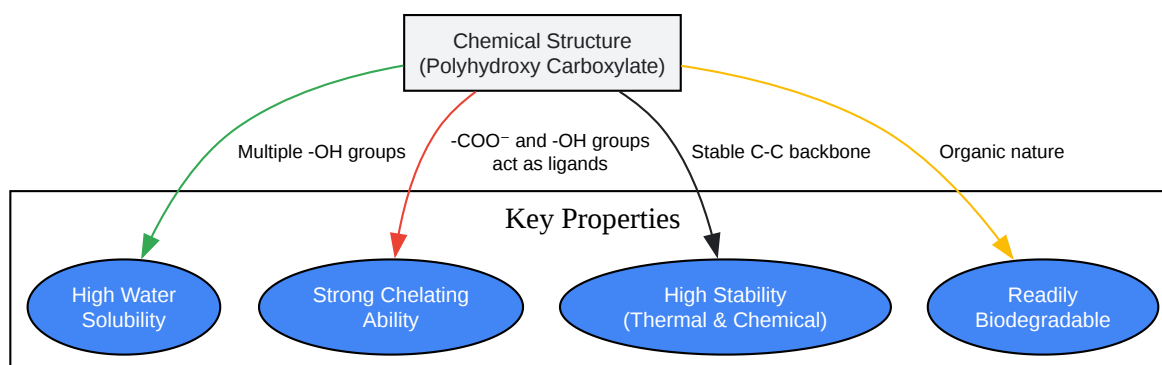 Chemical Structure
(Polyhydroxy Carboxylate)
Multiple -OH groups
-COO⁻ and -OH groups
act as ligands
Stable C-C backbone
Organic nature
Key Properties
High Water
Solubility
Strong Chelating
Ability
High Stability
(Thermal & Chemical)
Readily
Biodegradable